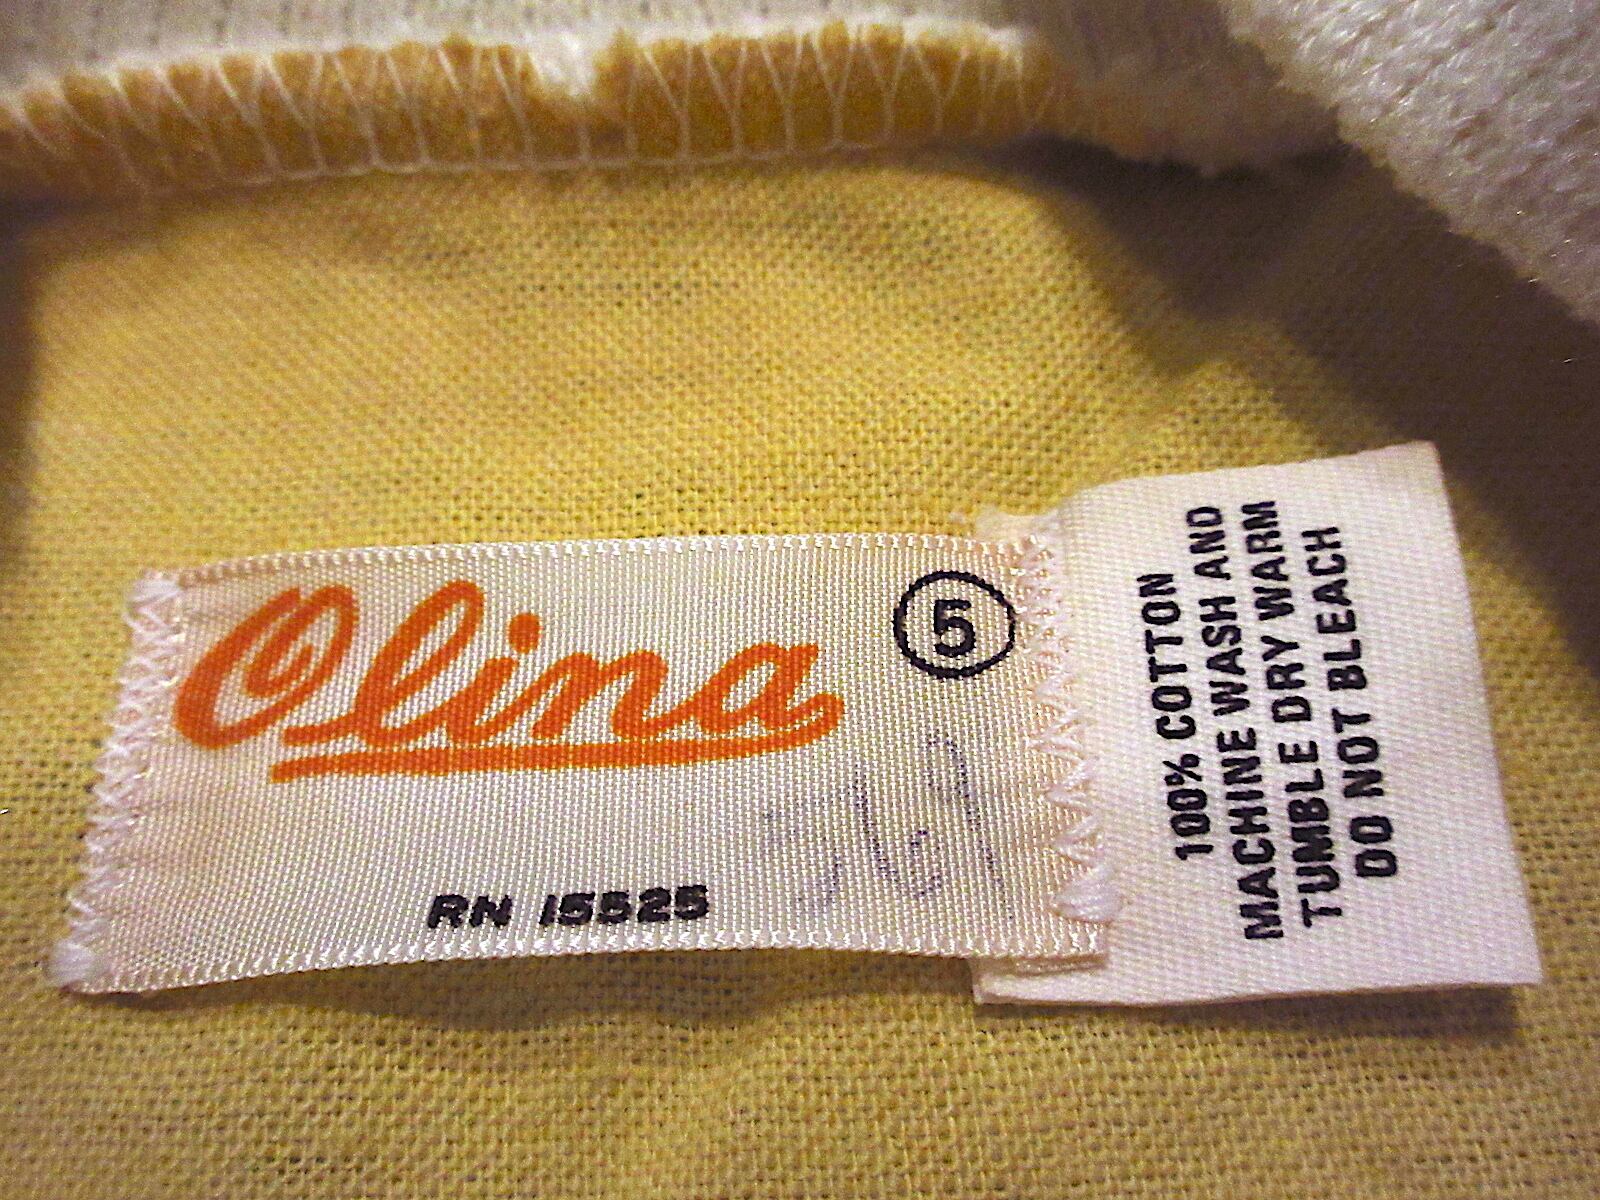 Olina
5
RN 15525
100% COTTON
MACHINE WASH AND
TUMBLE DRY WARM
DO NOT BLEACH